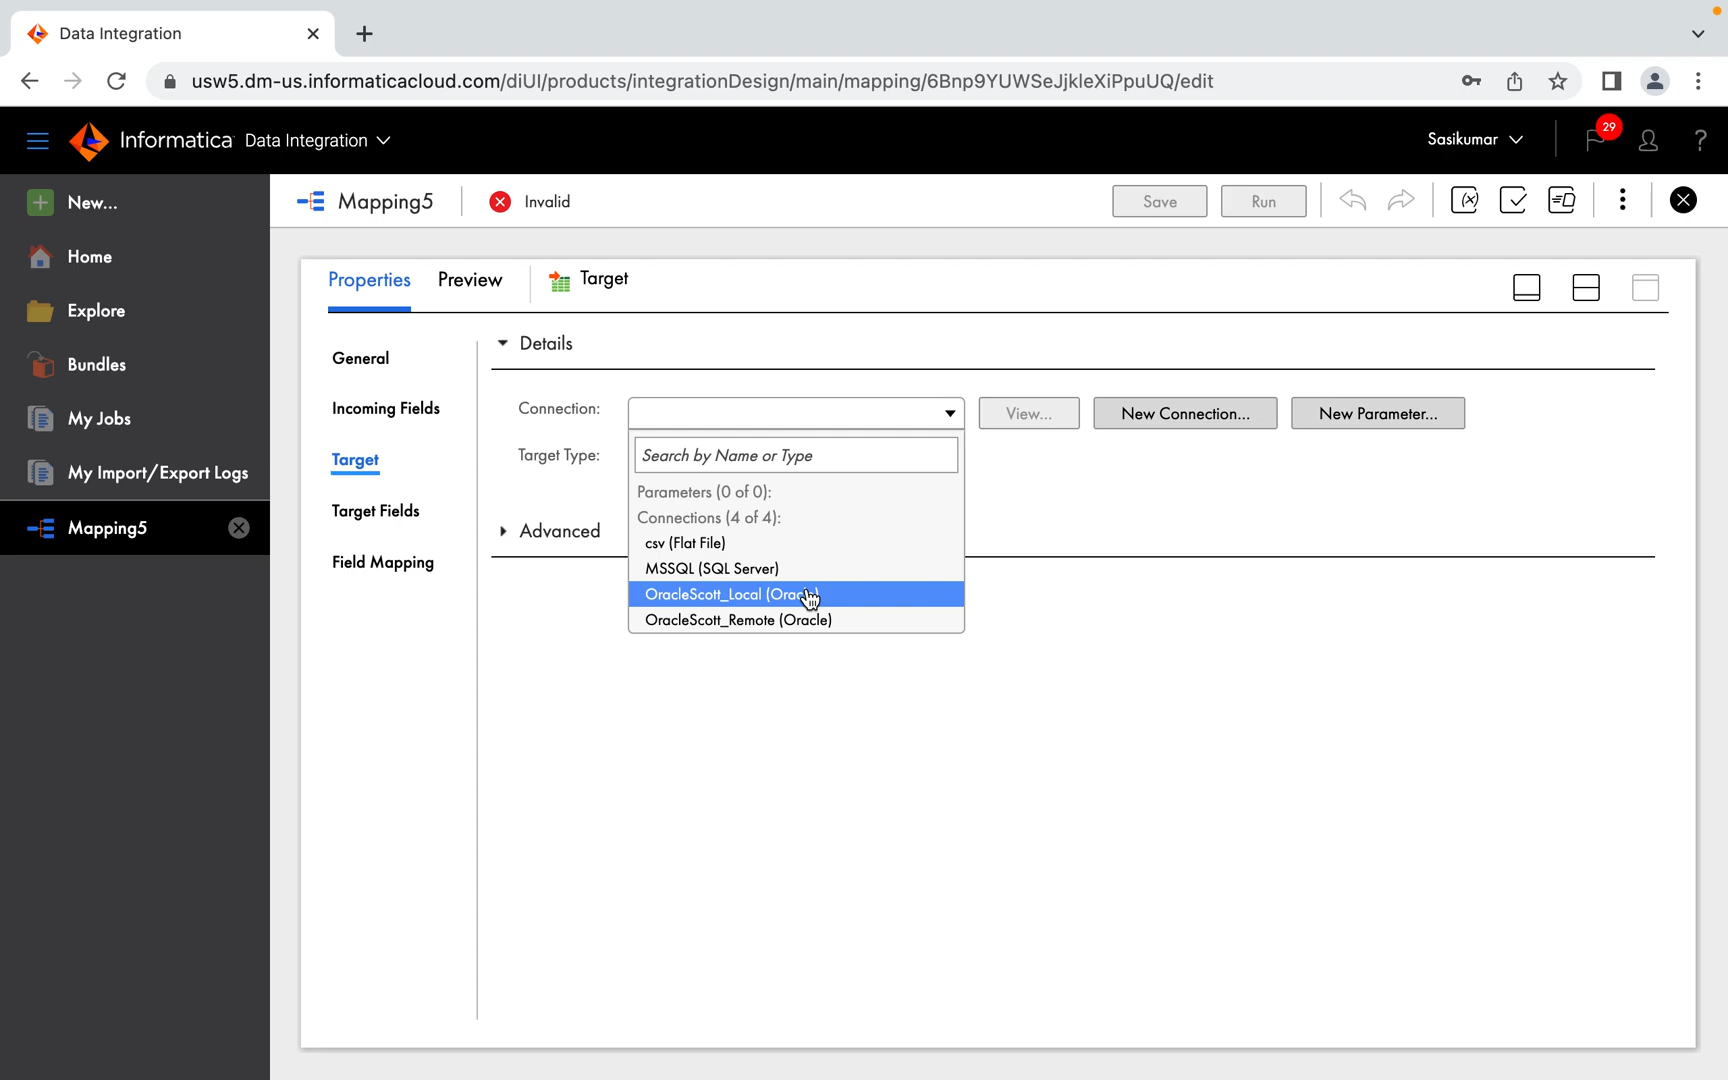 Data Integration
usw5.dm-us.informaticacloud.com/diUI/products/integrationDesign/main/mapping/6Bnp9YUWSeJjkleXiPpuUQ/edit
Informatica Data Integration
Sasikumar
29
?
New...
Home
Explore
Bundles
My Jobs
My Import/Export Logs
Mapping5
Mapping5
Invalid
Save
Run
Properties
Preview
Target
General
Incoming Fields
Target
Target Fields
Field Mapping
Details
Connection:
View...
New Connection...
New Parameter...
Target Type:
Search by Name or Type
Parameters (0 of 0):
Connections (4 of 4):
csv (Flat File)
MSSQL (SQL Server)
OracleScott_Local (Oracle)
OracleScott_Remote (Oracle)
Advanced